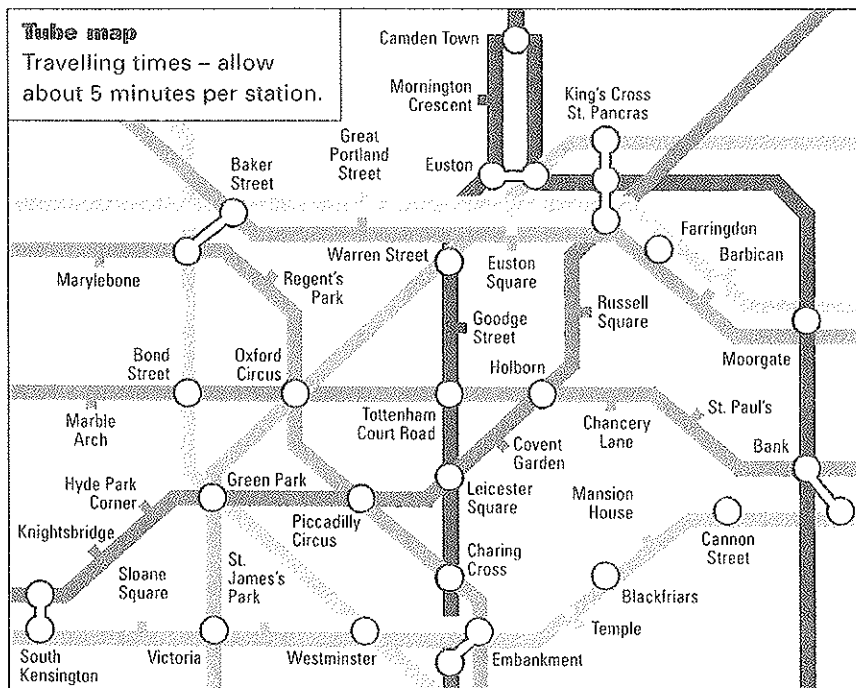 Tube map
Travelling times – allow
about 5 minutes per station.
Camden Town
Mornington
Crescent
King's Cross
St. Pancras
Great
Portland
Street
Euston
Baker
Street
Farringdon
Barbican
Warren Street
Euston
Square
Marylebone
Regent's
Park
Russell
Square
Goodge
Street
Moorgate
Bond
Street
Oxford
Circus
Holborn
Marble
Arch
Tottenham
Court Road
Chancery
Lane
St. Paul's
Covent
Garden
Bank
Hyde Park
Corner
Green Park
Leicester
Square
Mansion
House
Knightsbridge
Piccadilly
Circus
Cannon
Street
Sloane
Square
St.
James's
Park
Charing
Cross
Blackfriars
Temple
South
Kensington
Victoria
Westminster
Embankment